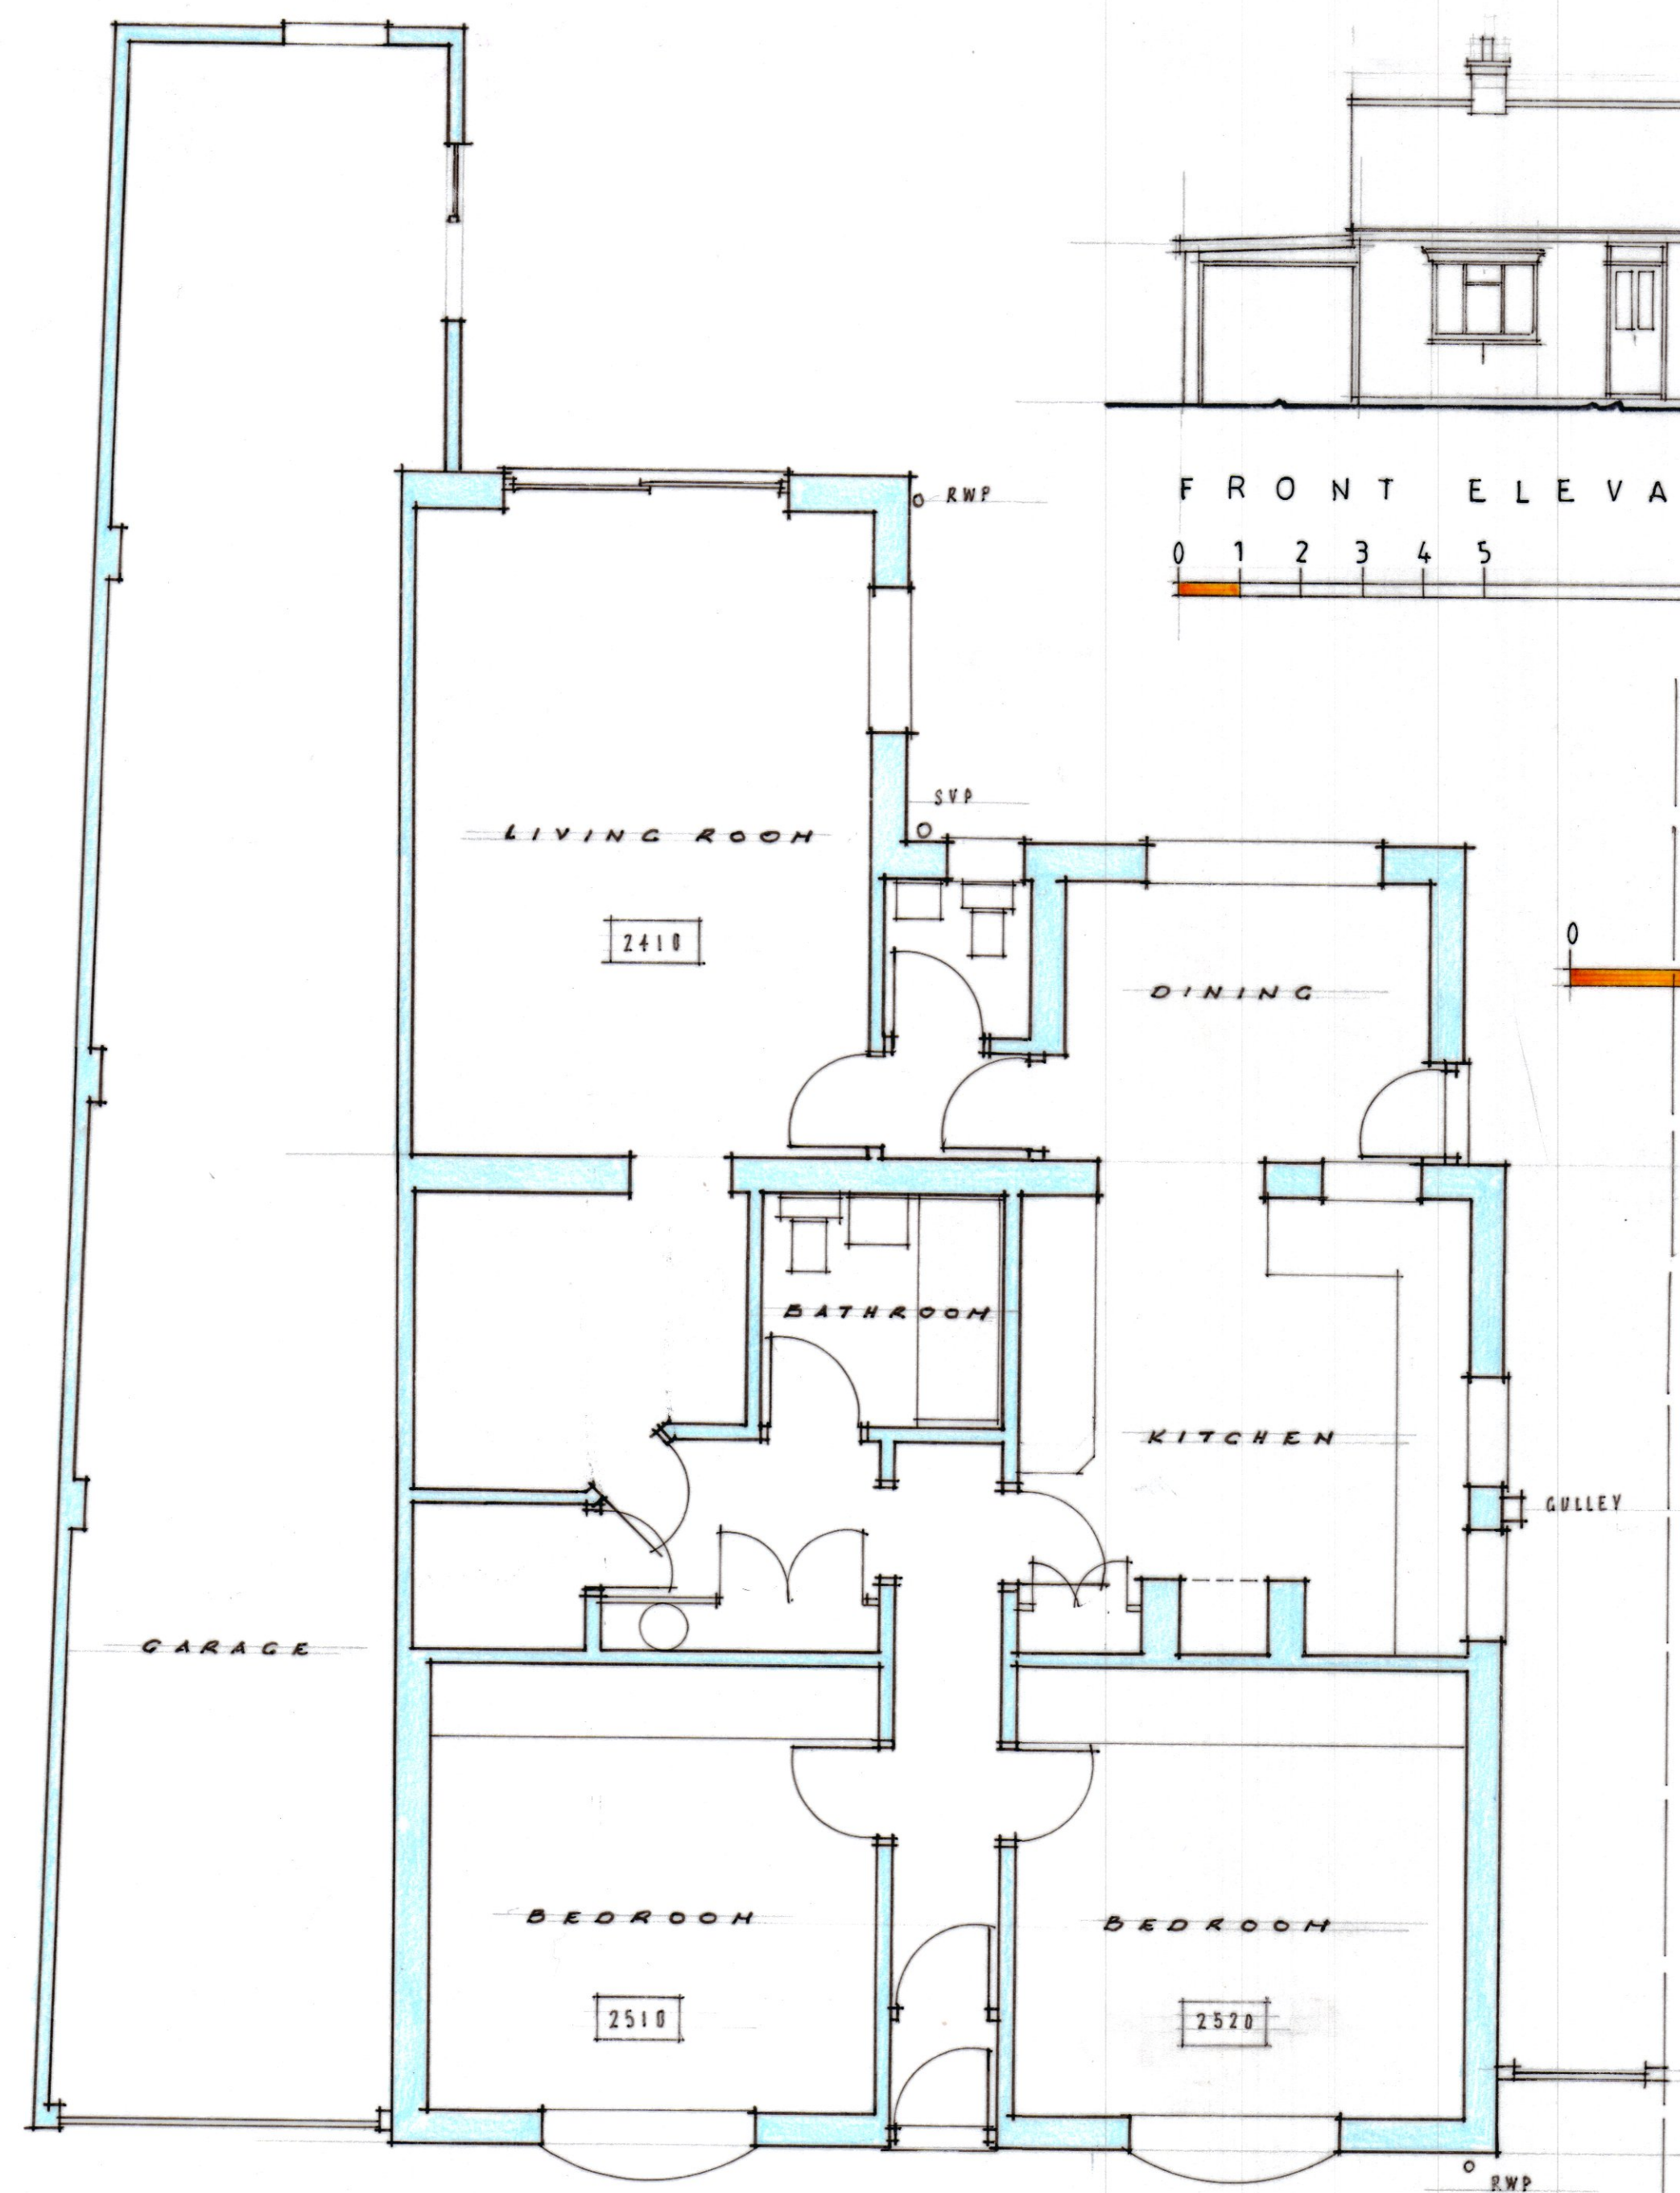 FRONT ELEVA
0 1 2 3 4 5
RWP
SVP
LIVING ROOM
2410
0
DINING
BATHROOM
KITCHEN
GULLEY
GARAGE
BEDROOM
BEDROOM
2510
2520
RWP